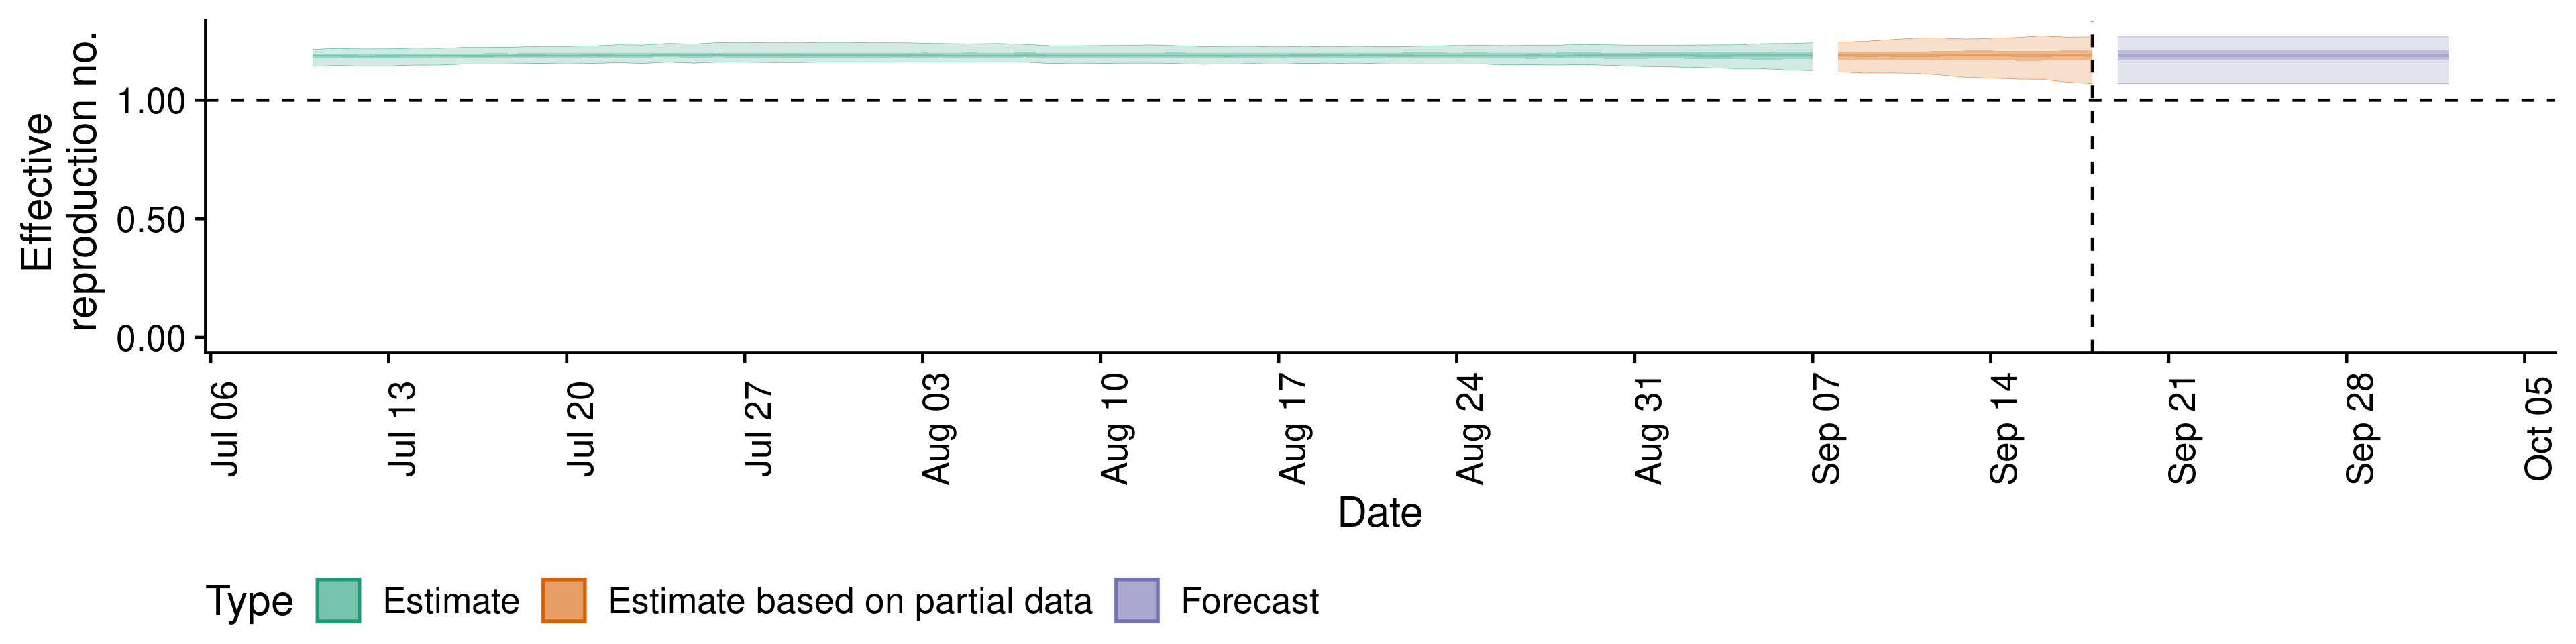 Effective
reproduction no.
1.00
0.50
0.00
Jul 06
Jul 13
Jul 20
Jul 27
Aug 03
Aug 10
Aug 17
Aug 24
Aug 31
Sep 07
Sep 14
Sep 21
Sep 28
Oct 05
Date
Type Estimate Estimate based on partial data Forecast